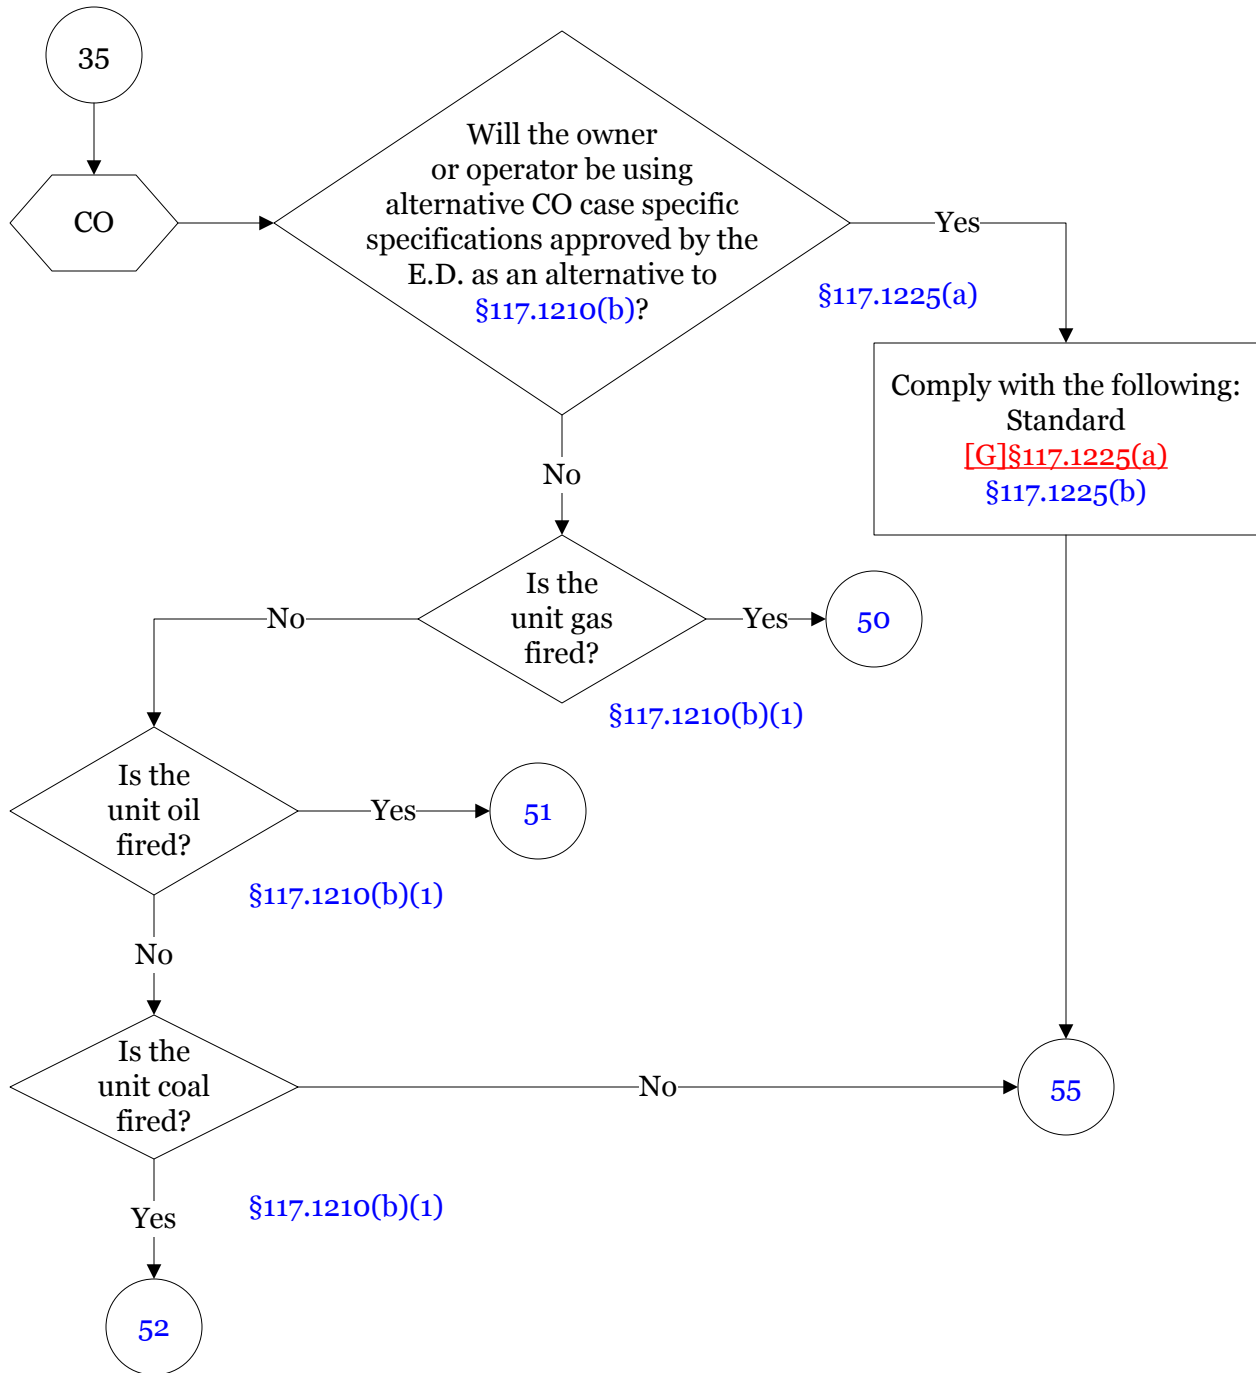 35
CO
Will the owner
or operator be using
alternative CO case specific
specifications approved by the
E.D. as an alternative to
§117.1210(b)?
Yes
§117.1225(a)
Comply with the following:
Standard
[G]§117.1225(a)
§117.1225(b)
No
Is the
unit gas
fired?
No
Yes
50
§117.1210(b)(1)
Is the
unit oil
fired?
Yes
51
§117.1210(b)(1)
No
Is the
unit coal
fired?
No
55
§117.1210(b)(1)
Yes
52